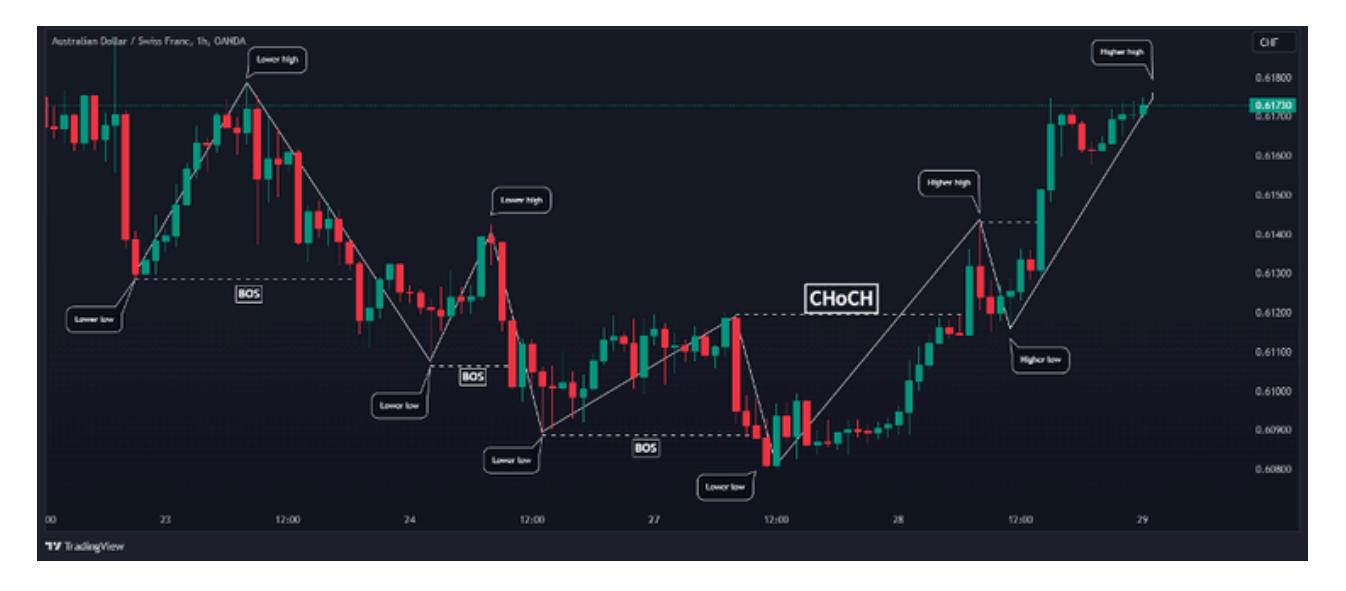 Australian Dollar / Swiss Franc, 1h, OANDA
CHF
Lower high
Higher high
0.61800
0.61730
0.61700
0.61600
Higher high
Lower high
0.61500
0.61400
0.61300
BOS
CHoCH
Lower low
0.61200
Higher low
0.61100
BOS
0.61000
Lower low
0.60900
BOS
Lower low
0.60800
Lower low
00 23 12:00 24 12:00 27 12:00 28 12:00 29
TradingView